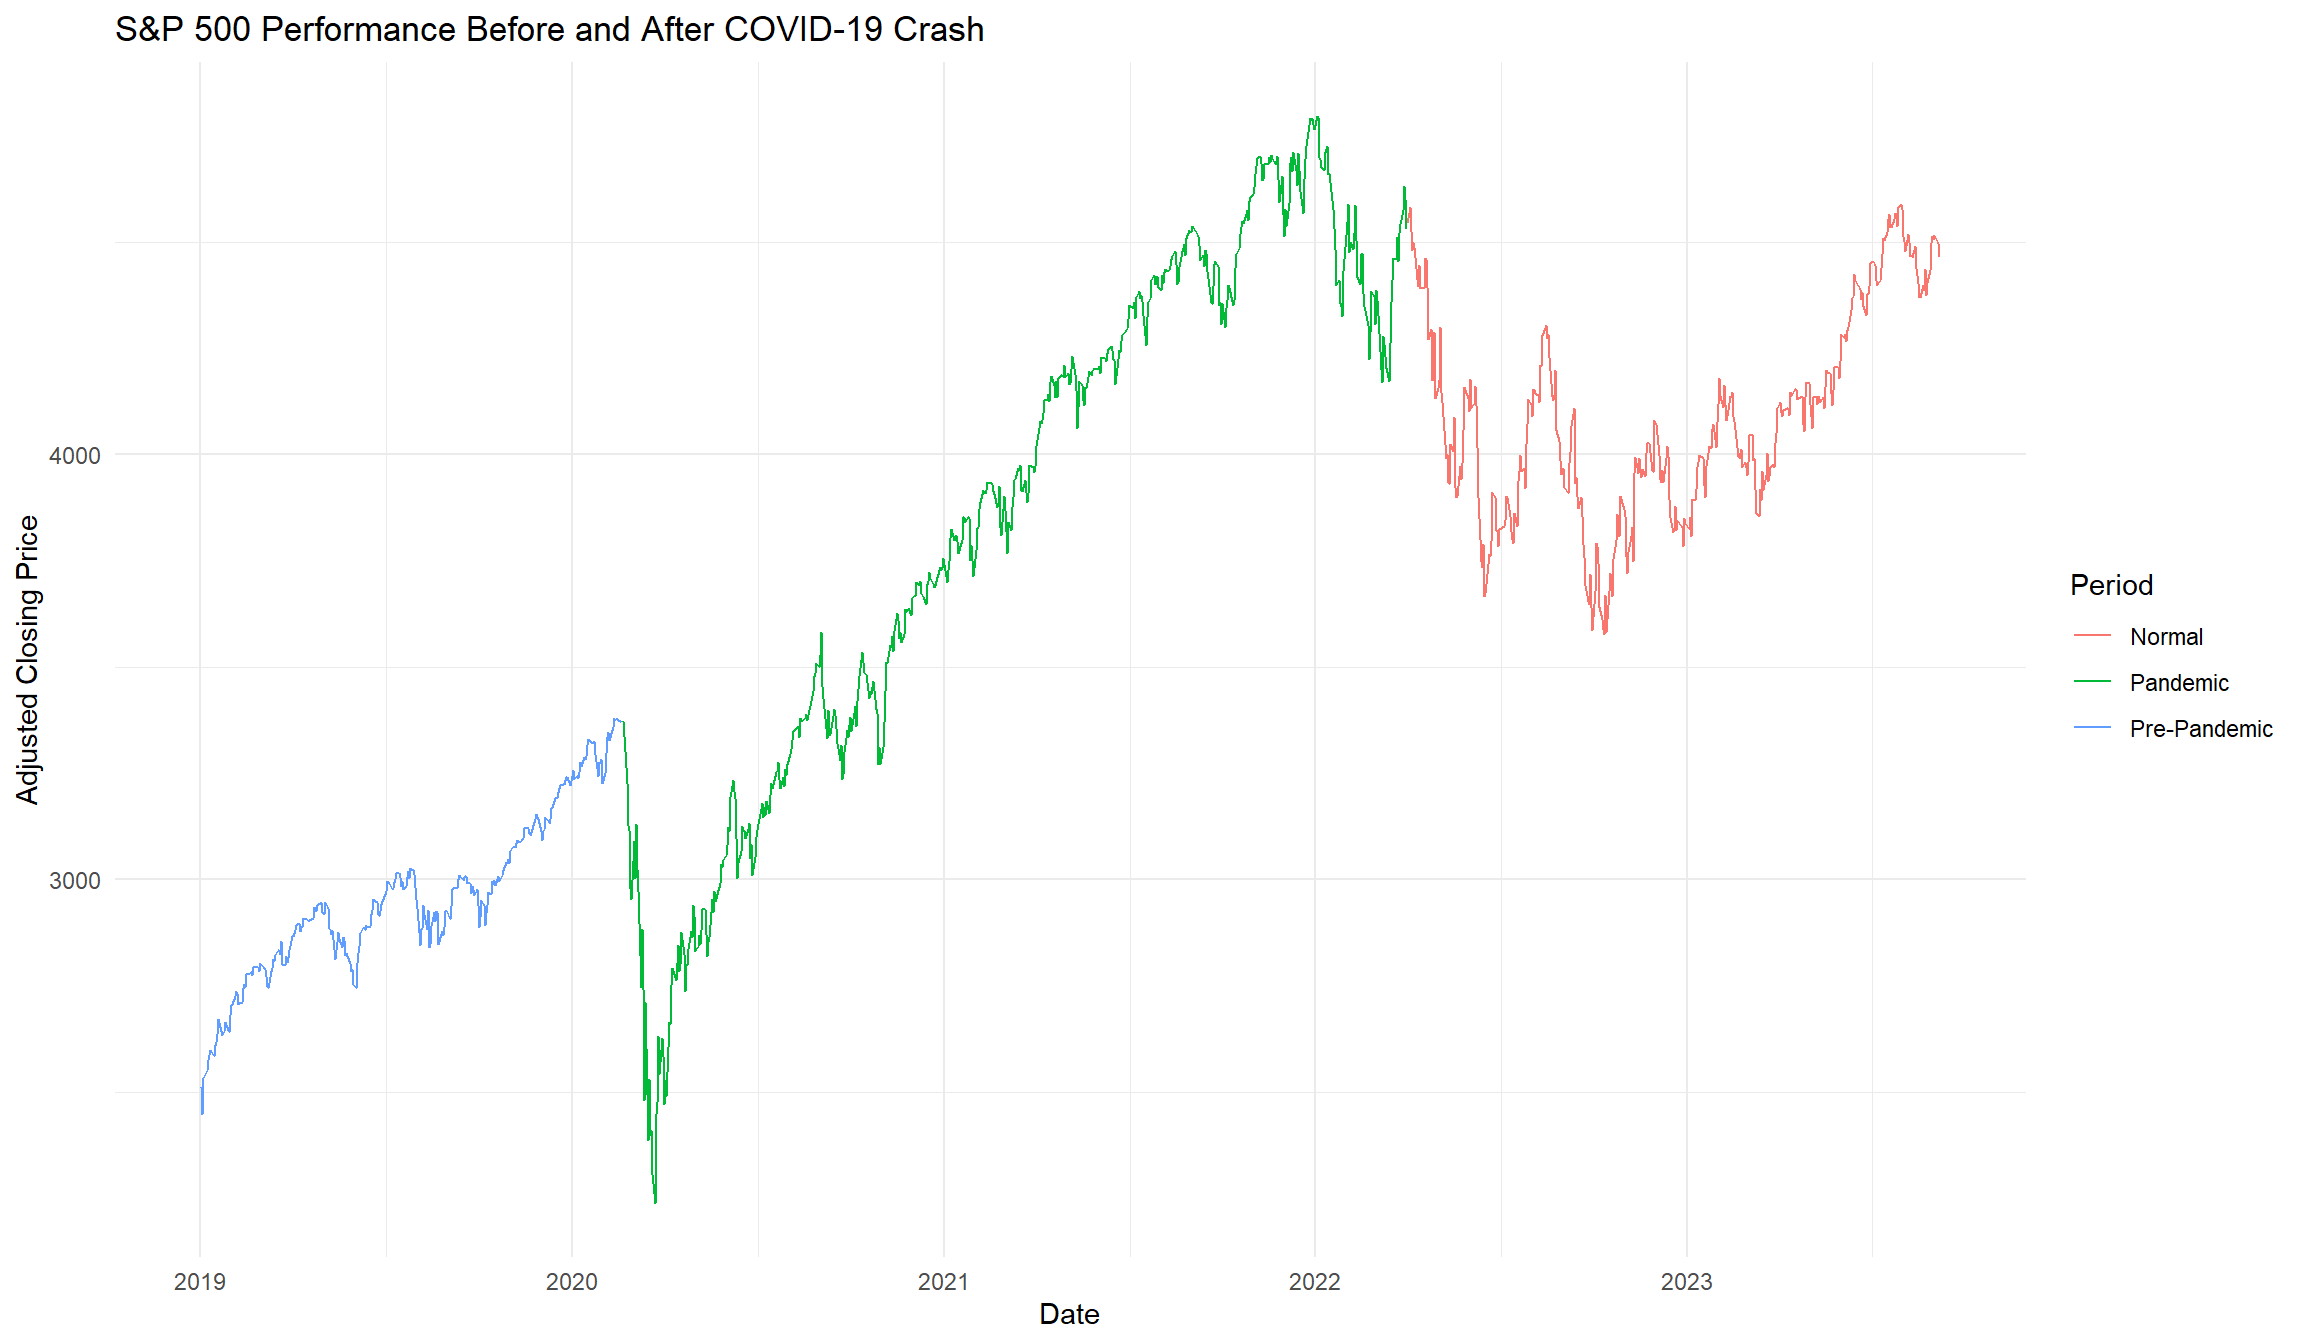 S&P 500 Performance Before and After COVID-19 Crash
Adjusted Closing Price
4000
3000
2019
2020
2021
2022
2023
Date
Period
Normal
Pandemic
Pre-Pandemic